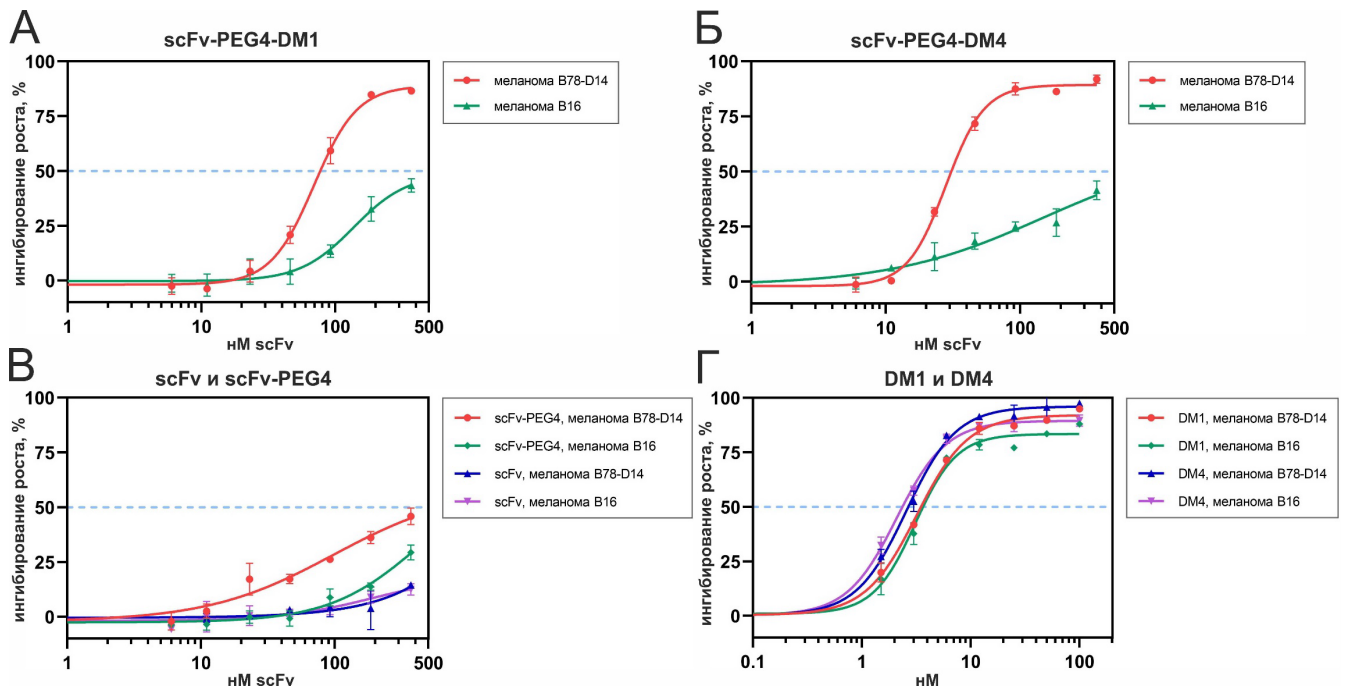 А
scFv-PEG4-DM1
ингибирование роста, %
100
75
50
25
0
1
10
100
500
нМ scFv
меланома B78-D14
меланома B16
Б
scFv-PEG4-DM4
ингибирование роста, %
100
75
50
25
0
1
10
100
500
нМ scFv
меланома B78-D14
меланома B16
В
scFv и scFv-PEG4
ингибирование роста, %
100
75
50
25
0
1
10
100
500
нМ scFv
scFv-PEG4, меланома B78-D14
scFv-PEG4, меланома B16
scFv, меланома B78-D14
scFv, меланома B16
Г
DM1 и DM4
ингибирование роста, %
100
75
50
25
0
0.1
1
10
100
нМ
DM1, меланома B78-D14
DM1, меланома B16
DM4, меланома B78-D14
DM4, меланома B16